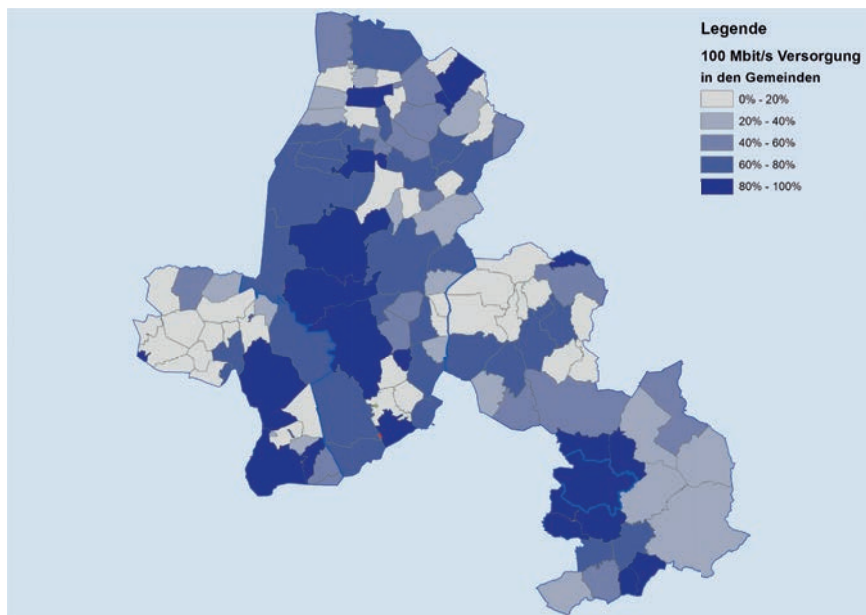 Legende
100 Mbit/s Versorgung
in den Gemeinden
0% - 20%
20% - 40%
40% - 60%
60% - 80%
80% - 100%